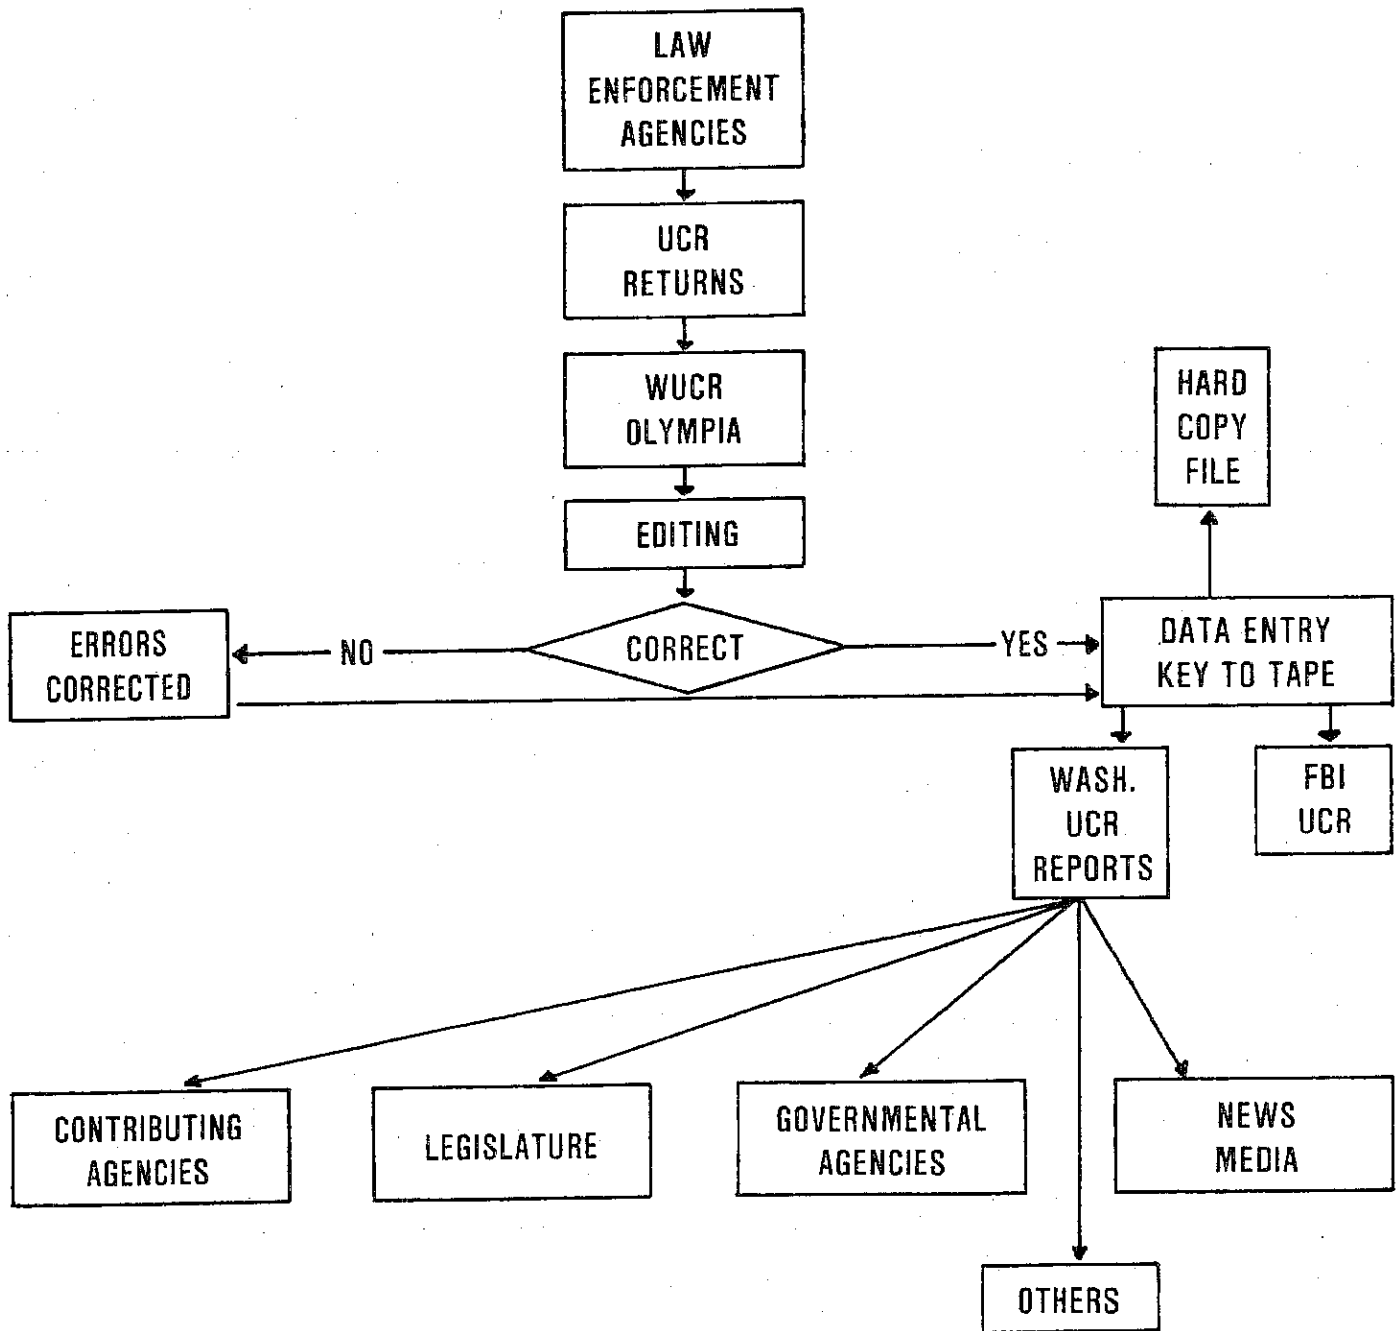 LAW
ENFORCEMENT
AGENCIES
UCR
RETURNS
WUCR
OLYMPIA
HARD
COPY
FILE
EDITING
ERRORS
CORRECTED
NO
CORRECT
YES
DATA ENTRY
KEY TO TAPE
WASH.
UCR
REPORTS
FBI
UCR
CONTRIBUTING
AGENCIES
LEGISLATURE
GOVERNMENTAL
AGENCIES
NEWS
MEDIA
OTHERS